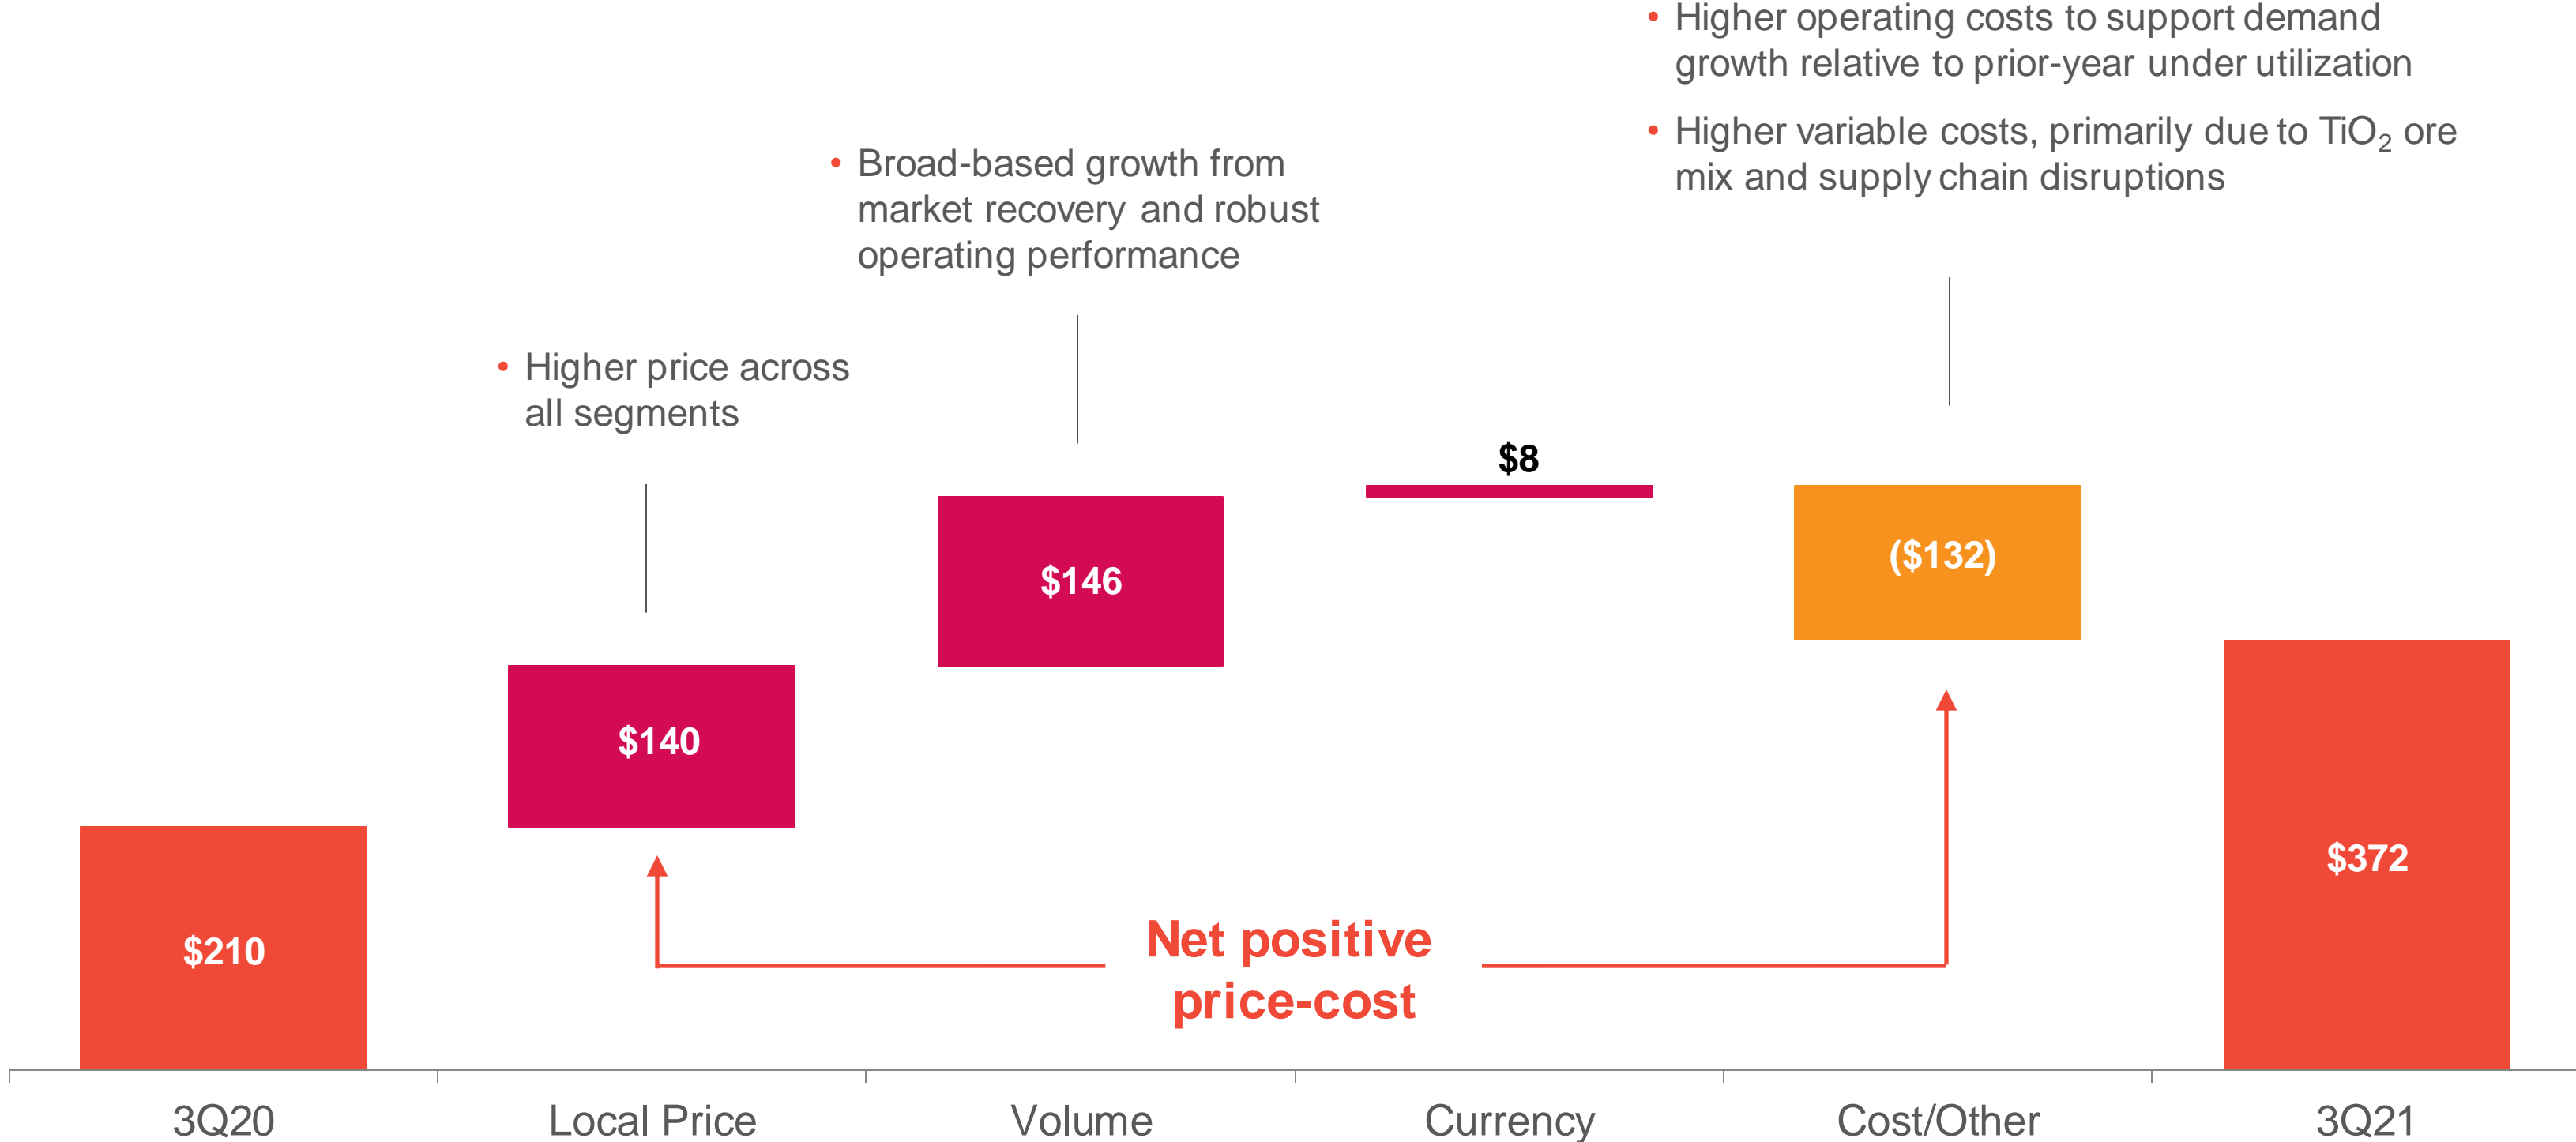 • Higher operating costs to support demand
growth relative to prior-year under utilization
• Higher variable costs, primarily due to TiO₂ ore
mix and supply chain disruptions
• Broad-based growth from
market recovery and robust
operating performance
• Higher price across
all segments
$8
($132)
$146
$140
$372
$210
Net positive
price-cost
3Q20
Local Price
Volume
Currency
Cost/Other
3Q21